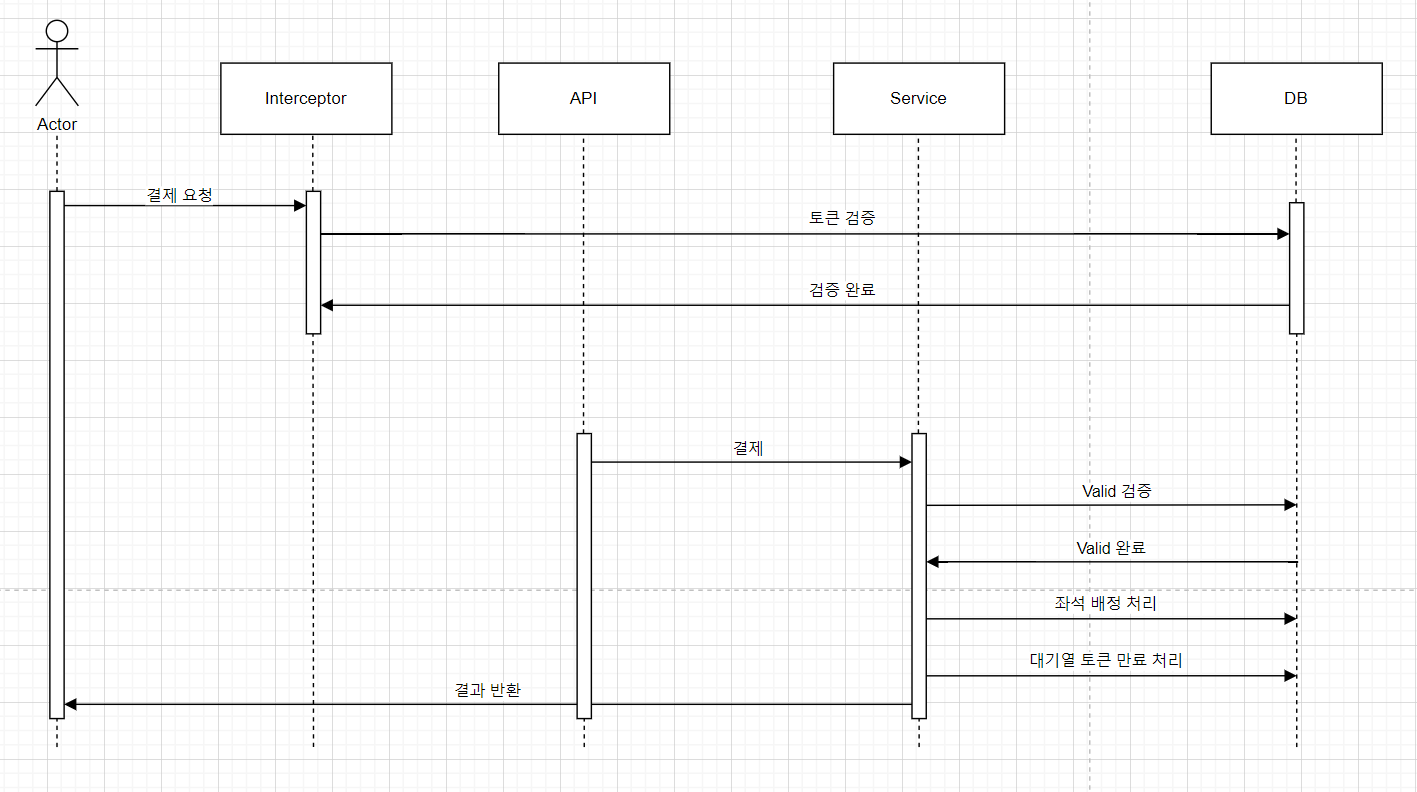 Actor
Interceptor
API
Service
DB
결제 요청
토큰 검증
검증 완료
결제
Valid 검증
Valid 완료
좌석 배정 처리
대기열 토큰 만료 처리
결과 반환